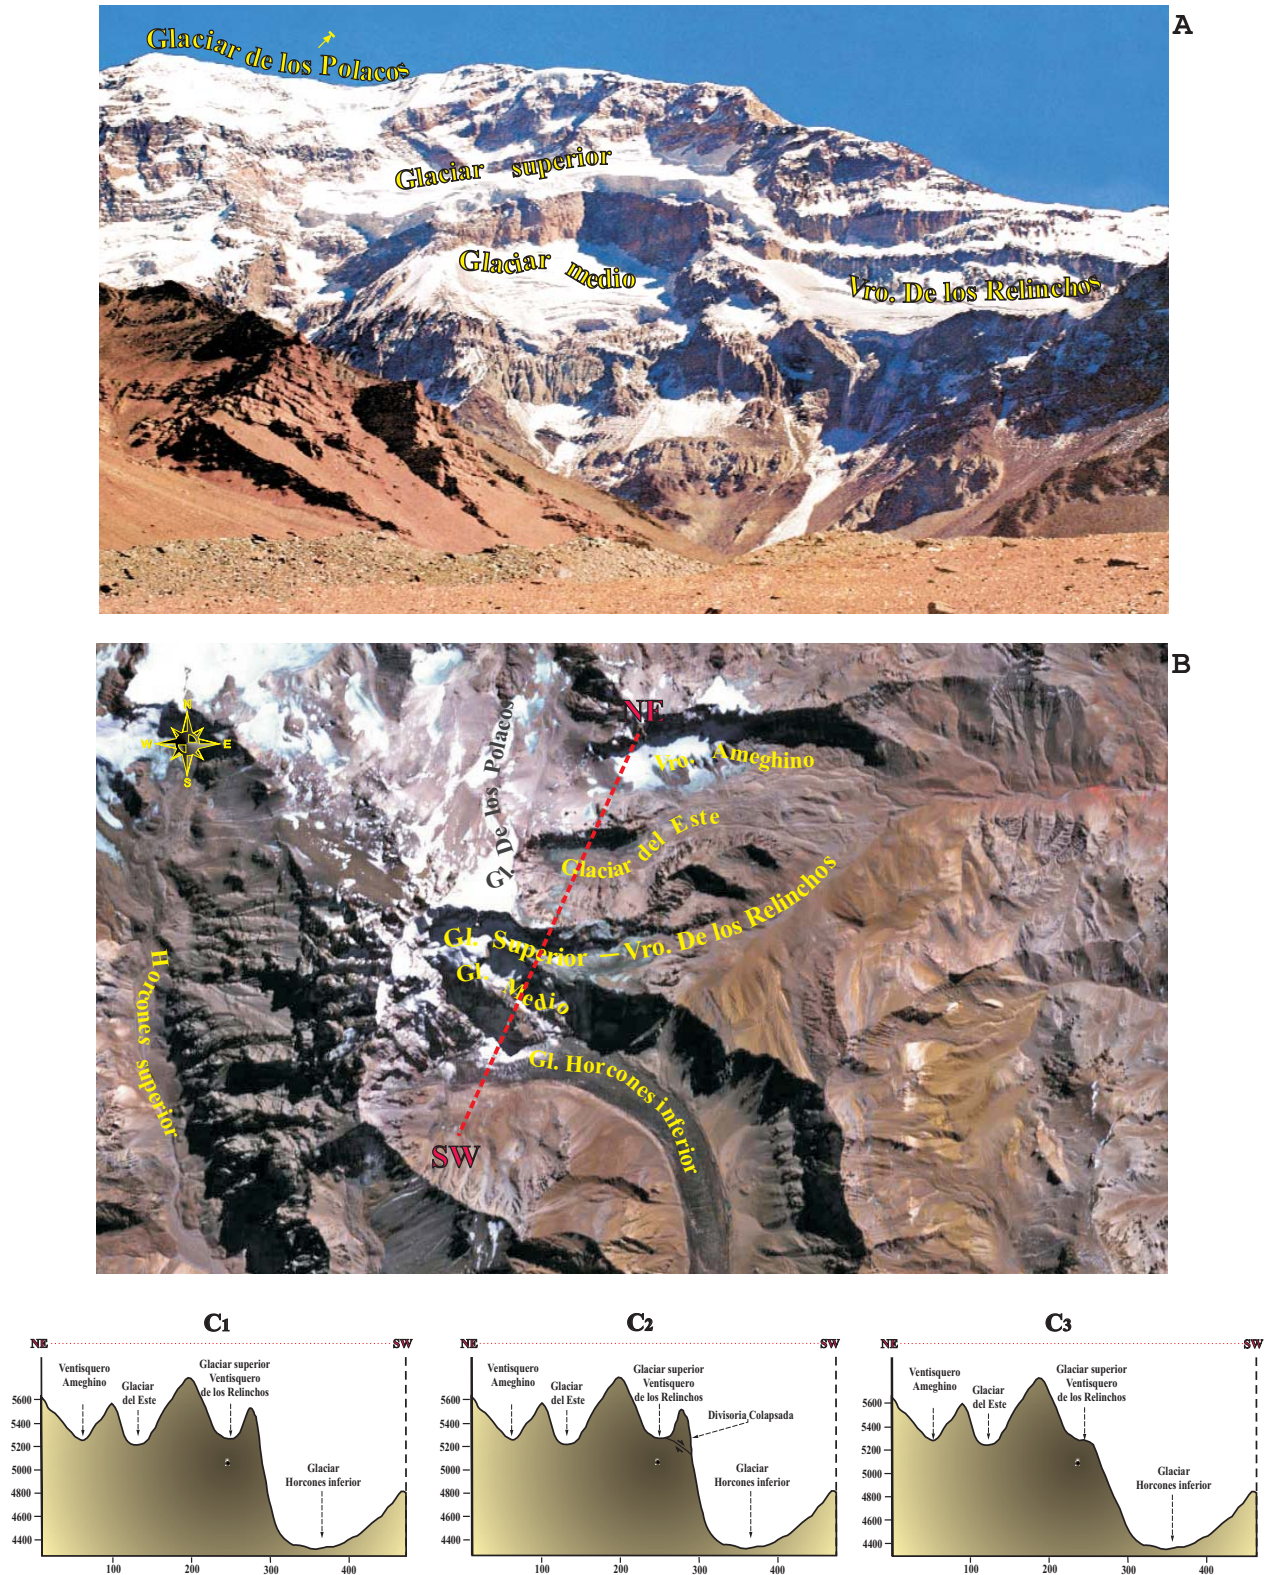 A
Glaciar de los Polacos
Glaciar superior
Glaciar medio
Vro. De los Relinchos
B
N
W
E
S
NE
Gl. De los Polacos
Vro. Ameghino
Glaciar del Este
Gl. Superior — Vro. De los Relinchos
Gl. Medio
Horcones superior
Gl. Horcones inferior
SW
C1
NE
SW
Ventisquero
Ameghino
Glaciar
del Este
Glaciar superior
Ventisquero
de los Relinchos
Glaciar
Horcones inferior
5600
5400
5200
5000
4800
4600
4400
100
200
300
400
C2
NE
SW
Ventisquero
Ameghino
Glaciar
del Este
Glaciar superior
Ventisquero
de los Relinchos
Divisoria Colapsada
Glaciar
Horcones inferior
5600
5400
5200
5000
4800
4600
4400
100
200
300
400
C3
NE
SW
Ventisquero
Ameghino
Glaciar
del Este
Glaciar superior
Ventisquero
de los Relinchos
Glaciar
Horcones inferior
5600
5400
5200
5000
4800
4600
4400
100
200
300
400